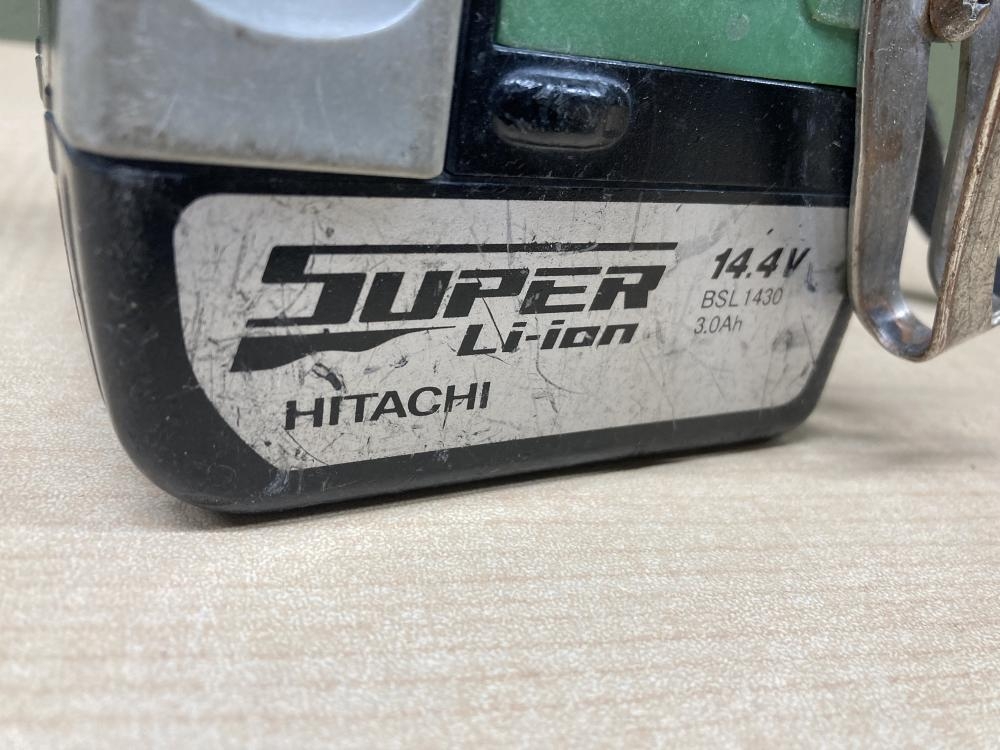 SUPER
Li-ion
HITACHI
14.4V
BSL1430
3.0Ah